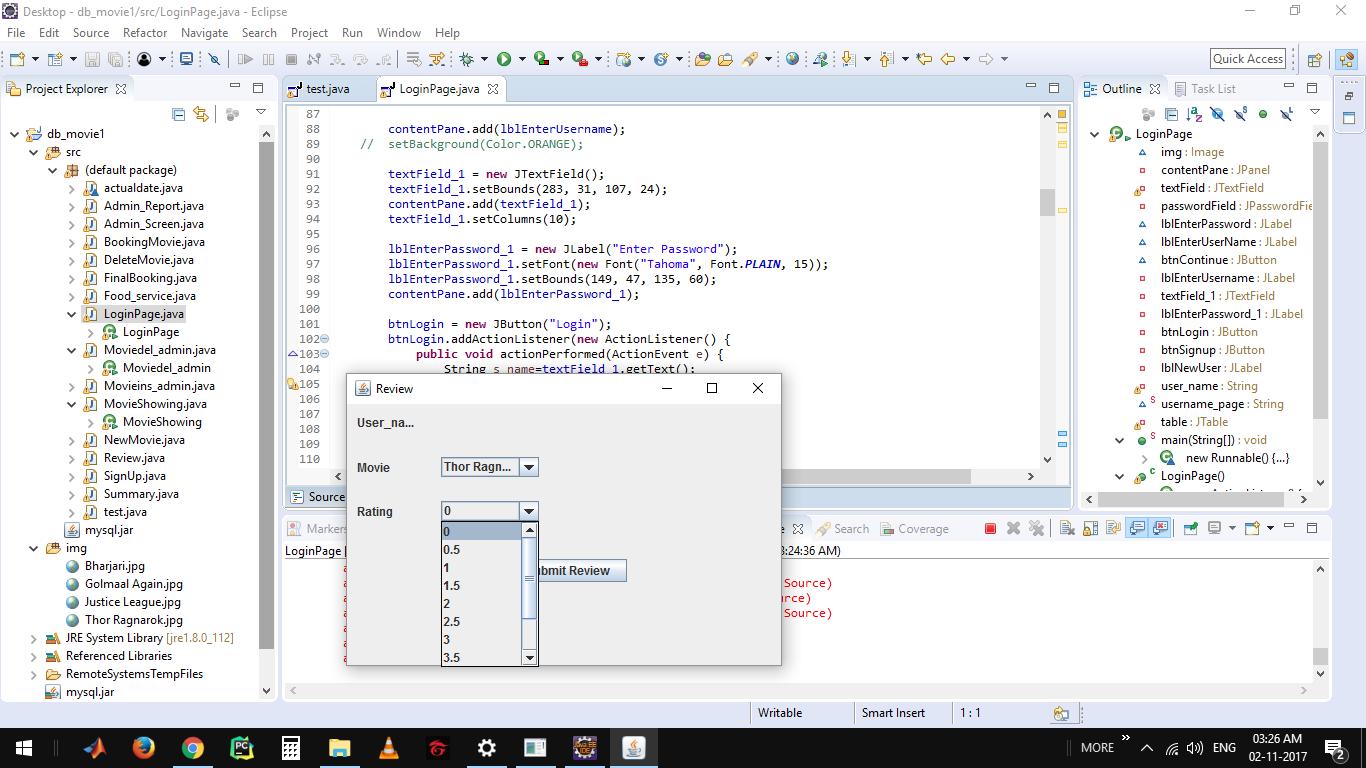 Desktop - db_movie1/src/LoginPage.java - Eclipse
File Edit Source Refactor Navigate Search Project Run Window Help
Quick Access
Project Explorer
db_movie1
src
(default package)
actualdate.java
Admin_Report.java
Admin_Screen.java
BookingMovie.java
DeleteMovie.java
FinalBooking.java
Food_service.java
LoginPage.java
LoginPage
Moviedel_admin.java
Moviedel_admin
Movieins_admin.java
MovieShowing.java
MovieShowing
NewMovie.java
Review.java
SignUp.java
Summary.java
test.java
mysql.jar
img
Bharjari.jpg
Golmaal Again.jpg
Justice League.jpg
Thor Ragnarok.jpg
JRE System Library [jre1.8.0_112]
Referenced Libraries
RemoteSystemsTempFiles
mysql.jar
test.java LoginPage.java
87
88 contentPane.add(lblEnterUsername);
89 // setBackground(Color.ORANGE);
90
91 textField_1 = new JTextField();
92 textField_1.setBounds(283, 31, 107, 24);
93 contentPane.add(textField_1);
94 textField_1.setColumns(10);
95
96 lblEnterPassword_1 = new JLabel("Enter Password");
97 lblEnterPassword_1.setFont(new Font("Tahoma", Font.PLAIN, 15));
98 lblEnterPassword_1.setBounds(149, 47, 135, 60);
99 contentPane.add(lblEnterPassword_1);
100
101 btnLogin = new JButton("Login");
102 btnLogin.addActionListener(new ActionListener() {
103 public void actionPerformed(ActionEvent e) {
104 String s_name=textField_1.getText();
105
106
107
108
109
110
Source
Review
User_na...
Movie Thor Ragn...
Rating 0
0
0.5
1
1.5
2
2.5
3
3.5
ubmit Review
Outline Task List
LoginPage
img : Image
contentPane : JPanel
textField : JTextField
passwordField : JPasswordFie
lblEnterPassword : JLabel
lblEnterUserName : JLabel
btnContinue : JButton
lblEnterUsername : JLabel
textField_1 : JTextField
lblEnterPassword_1 : JLabel
btnLogin : JButton
btnSignup : JButton
lblNewUser : JLabel
user_name : String
username_page : String
table : JTable
main(String[]) : void
new Runnable() {...}
LoginPage()
Markers
Search Coverage
LoginPage [
3:24:36 AM)
Source)
rce)
Source)
Writable Smart Insert 1 : 1
MORE ENG
03:26 AM
02-11-2017
2